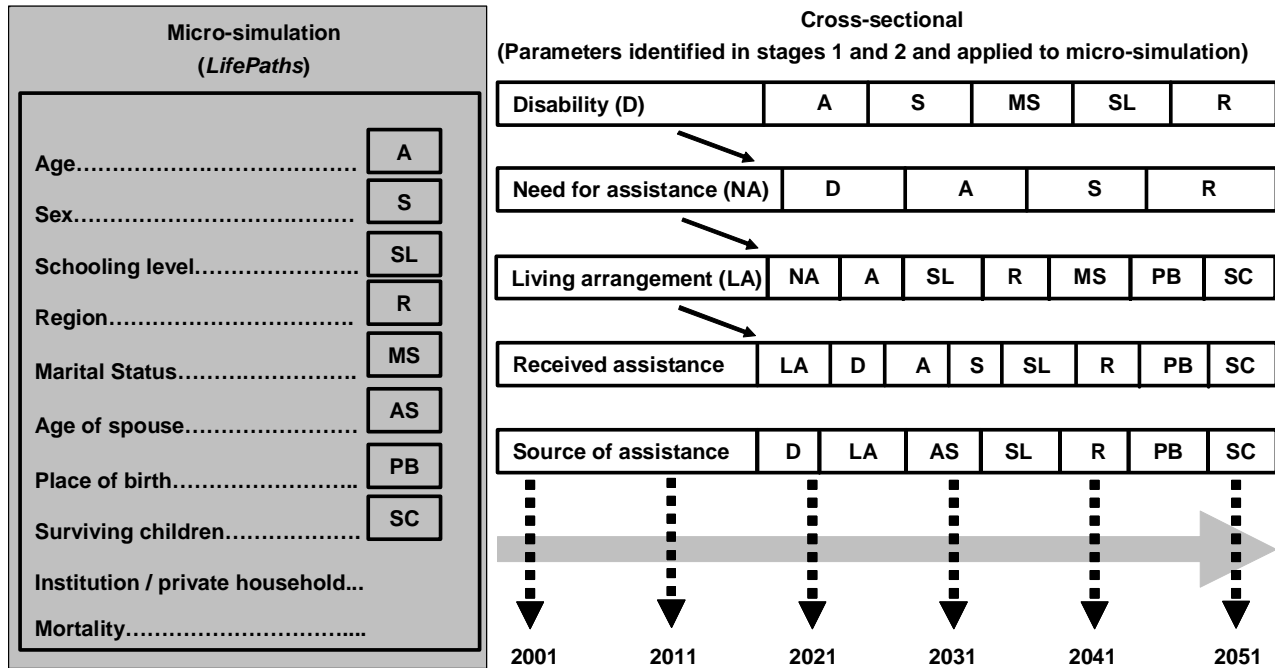 Micro-simulation
(LifePaths)
Age…………………………………… A
Sex…………………………………… S
Schooling level………………….. SL
Region………………………………. R
Marital Status…………………….. MS
Age of spouse…………………… AS
Place of birth…………………….. PB
Surviving children………………. SC
Institution / private household...
Mortality…………………………....
Cross-sectional
(Parameters identified in stages 1 and 2 and applied to micro-simulation)
Disability (D) A S MS SL R
Need for assistance (NA) D A S R
Living arrangement (LA) NA A SL R MS PB SC
Received assistance LA D A S SL R PB SC
Source of assistance D LA AS SL R PB SC
2001 2011 2021 2031 2041 2051